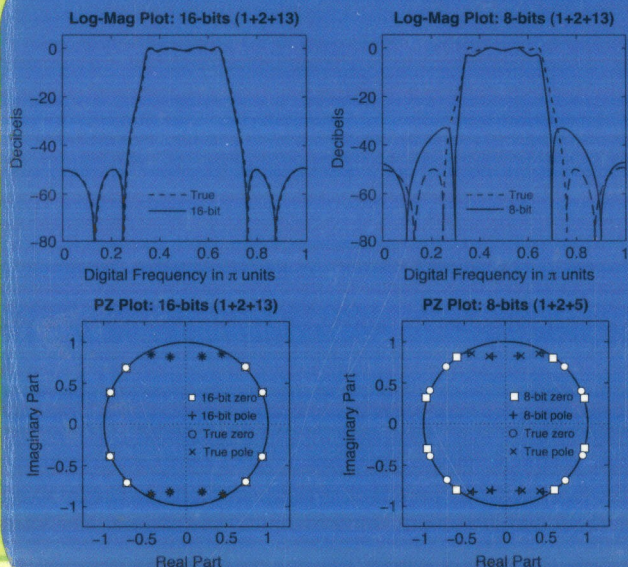 Log-Mag Plot: 16-bits (1+2+13)
0
−20
−40
−60
−80
Decibels
True
16-bit
0 0.2 0.4 0.6 0.8 1
Digital Frequency in π units
Log-Mag Plot: 8-bits (1+2+13)
0
−20
−40
−60
−80
Decibels
True
8-bit
0 0.2 0.4 0.6 0.8 1
Digital Frequency in π units
PZ Plot: 16-bits (1+2+13)
1
0.5
0
−0.5
−1
Imaginary Part
16-bit zero
16-bit pole
True zero
True pole
−1 −0.5 0 0.5 1
Real Part
PZ Plot: 8-bits (1+2+5)
1
0.5
0
−0.5
−1
Imaginary Part
8-bit zero
8-bit pole
True zero
True pole
−1 −0.5 0 0.5 1
Real Part